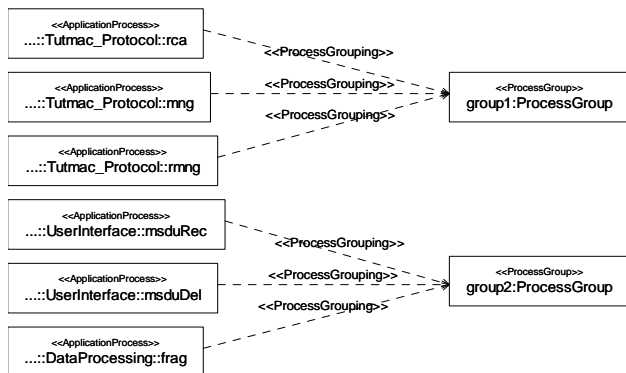 <<ApplicationProcess>>
...::Tutmac_Protocol::rca
<<ProcessGrouping>>
<<ApplicationProcess>>
...::Tutmac_Protocol::mng
<<ProcessGrouping>>
<<ProcessGroup>>
group1:ProcessGroup
<<ProcessGrouping>>
<<ApplicationProcess>>
...::Tutmac_Protocol::rmng
<<ApplicationProcess>>
...::UserInterface::msduRec
<<ProcessGrouping>>
<<ApplicationProcess>>
...::UserInterface::msduDel
<<ProcessGrouping>>
<<ProcessGroup>>
group2:ProcessGroup
<<ProcessGrouping>>
<<ApplicationProcess>>
...::DataProcessing::frag